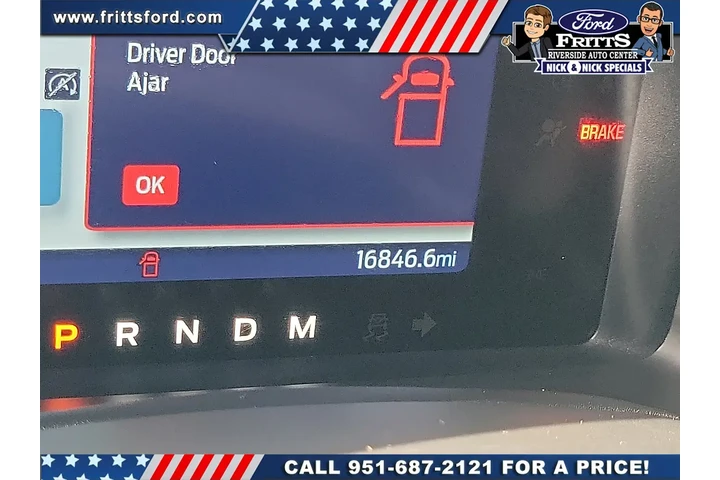 www.frittsford.com
Ford
FRITTS
RIVERSIDE AUTO CENTER
NICK & NICK SPECIALS
Driver Door
Ajar
BRAKE
OK
16846.6mi
P R N D M
CALL 951-687-2121 FOR A PRICE!